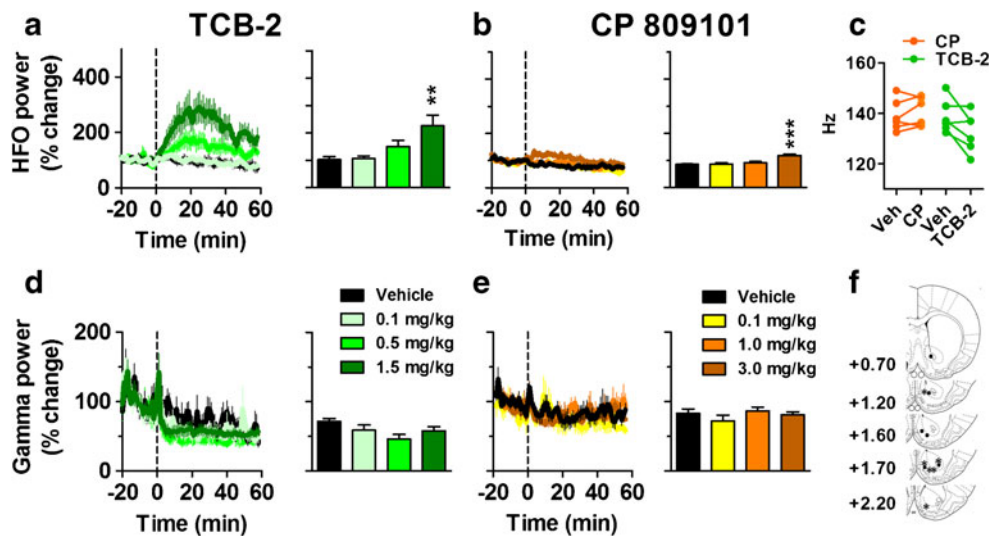 a TCB-2
b CP 809101
c
CP
TCB-2
HFO power
(% change)
400
200
0
-20 0 20 40 60
Time (min)
**
-20 0 20 40 60
Time (min)
***
Hz
160
140
120
Veh
CP
Veh
TCB-2
d
Gamma power
(% change)
200
150
100
50
0
-20 0 20 40 60
Time (min)
Vehicle
0.1 mg/kg
0.5 mg/kg
1.5 mg/kg
e
-20 0 20 40 60
Time (min)
Vehicle
0.1 mg/kg
1.0 mg/kg
3.0 mg/kg
f
+0.70
+1.20
+1.60
+1.70
+2.20